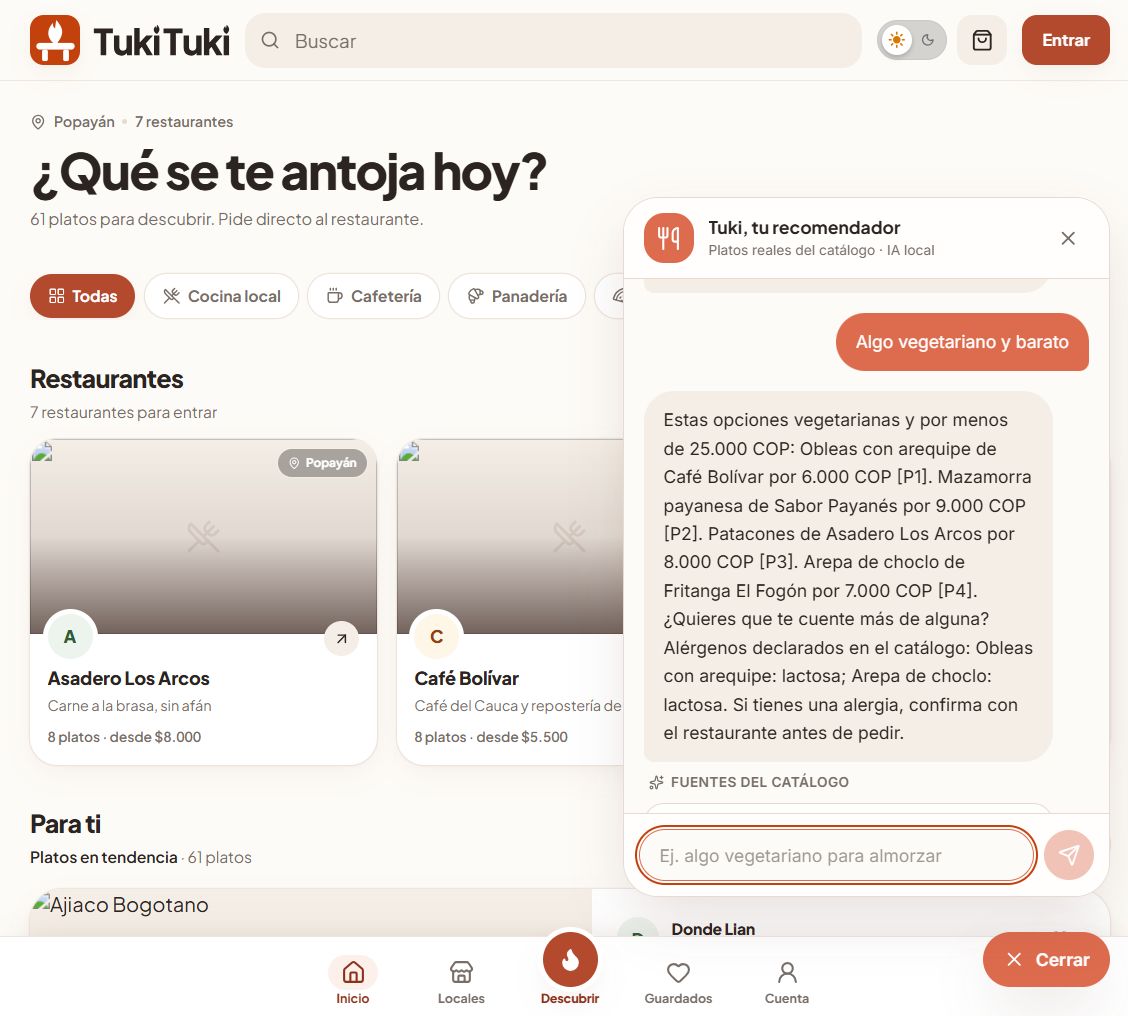 TukiTuki
Buscar
Entrar
Popayán • 7 restaurantes
¿Qué se te antoja hoy?
61 platos para descubrir. Pide directo al restaurante.
Todas
Cocina local
Cafetería
Panadería
Restaurantes
7 restaurantes para entrar
Popayán
A
Asadero Los Arcos
Carne a la brasa, sin afán
8 platos · desde $8.000
C
Café Bolívar
Café del Cauca y repostería de
8 platos · desde $5.500
Para ti
Platos en tendencia · 61 platos
Ajiaco Bogotano
Donde Lian
Tuki, tu recomendador
Platos reales del catálogo · IA local
Algo vegetariano y barato
Estas opciones vegetarianas y por menos
de 25.000 COP: Obleas con arequipe de
Café Bolívar por 6.000 COP [P1]. Mazamorra
payanesa de Sabor Payanés por 9.000 COP
[P2]. Patacones de Asadero Los Arcos por
8.000 COP [P3]. Arepa de choclo de
Fritanga El Fogón por 7.000 COP [P4].
¿Quieres que te cuente más de alguna?
Alérgenos declarados en el catálogo: Obleas
con arequipe: lactosa; Arepa de choclo:
lactosa. Si tienes una alergia, confirma con
el restaurante antes de pedir.
FUENTES DEL CATÁLOGO
Ej. algo vegetariano para almorzar
Cerrar
Inicio
Locales
Descubrir
Guardados
Cuenta